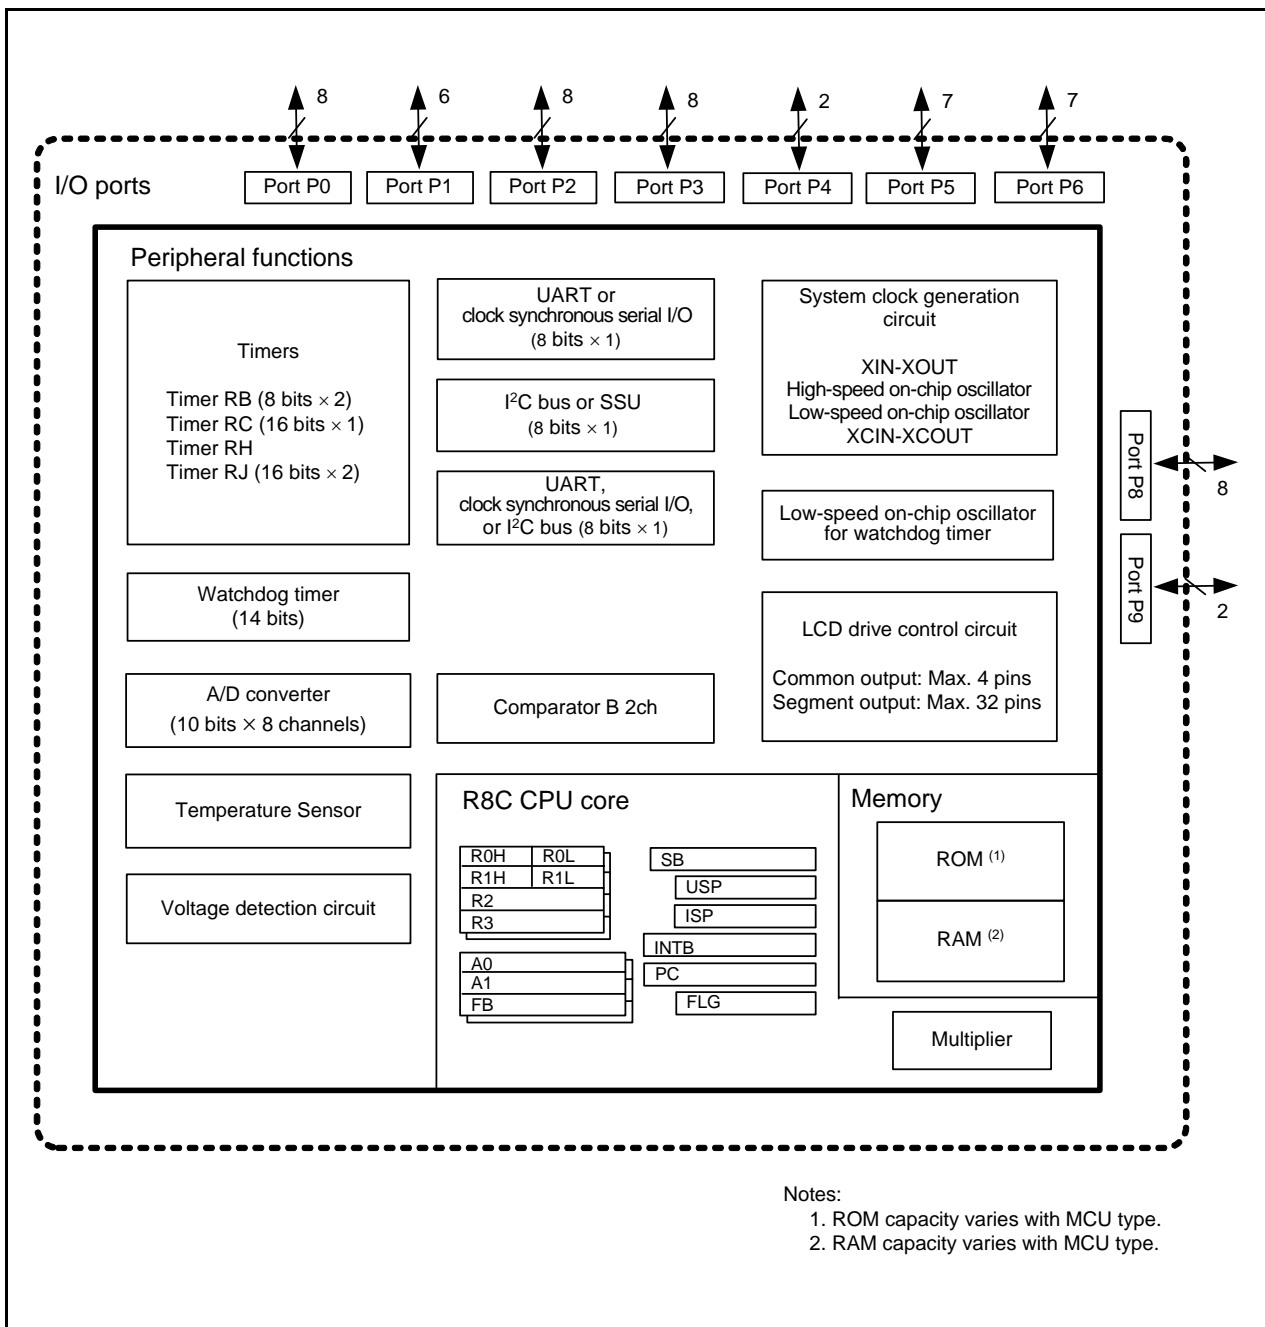 8
6
8
8
2
7
7
I/O ports
Port P0
Port P1
Port P2
Port P3
Port P4
Port P5
Port P6
Peripheral functions
Timers
Timer RB (8 bits × 2)
Timer RC (16 bits × 1)
Timer RH
Timer RJ (16 bits × 2)
UART or
clock synchronous serial I/O
(8 bits × 1)
I²C bus or SSU
(8 bits × 1)
UART,
clock synchronous serial I/O,
or I²C bus (8 bits × 1)
System clock generation
circuit
XIN-XOUT
High-speed on-chip oscillator
Low-speed on-chip oscillator
XCIN-XCOUT
Low-speed on-chip oscillator
for watchdog timer
Port P8
8
Port P9
2
Watchdog timer
(14 bits)
LCD drive control circuit
Common output: Max. 4 pins
Segment output: Max. 32 pins
A/D converter
(10 bits × 8 channels)
Comparator B 2ch
Temperature Sensor
Voltage detection circuit
R8C CPU core
R0H
R0L
R1H
R1L
R2
R3
A0
A1
FB
SB
USP
ISP
INTB
PC
FLG
Memory
ROM (1)
RAM (2)
Multiplier
Notes:
1. ROM capacity varies with MCU type.
2. RAM capacity varies with MCU type.